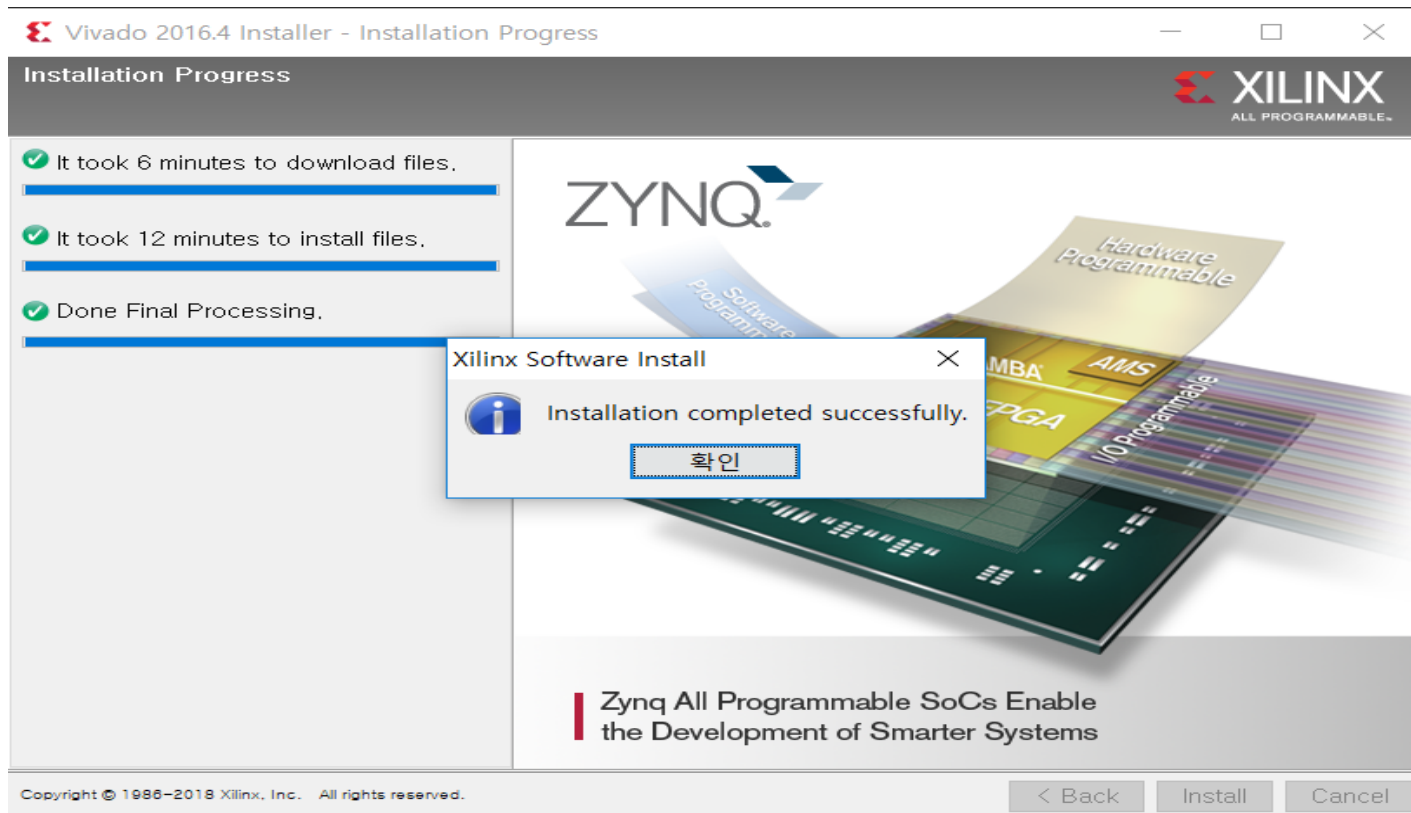 Vivado 2016.4 Installer - Installation Progress
Installation Progress
XILINX
ALL PROGRAMMABLE™
It took 6 minutes to download files.
It took 12 minutes to install files.
Done Final Processing.
ZYNQ
Software
Hardware
Programmable
AMS
FPGA
I/O Programmable
Xilinx Software Install
Installation completed successfully.
확인
Zynq All Programmable SoCs Enable
the Development of Smarter Systems
Copyright © 1986-2018 Xilinx, Inc. All rights reserved.
< Back
Install
Cancel